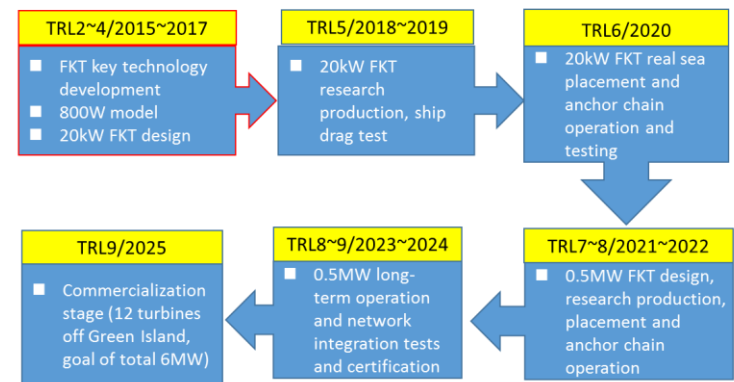 TRL2~4/2015~2017
FKT key technology
development
800W model
20kW FKT design
TRL5/2018~2019
20kW FKT
research
production, ship
drag test
TRL6/2020
20kW FKT real sea
placement and
anchor chain
operation and
testing
TRL7~8/2021~2022
0.5MW FKT design,
research production,
placement and
anchor chain
operation
TRL8~9/2023~2024
0.5MW long-
term operation
and network
integration tests
and certification
TRL9/2025
Commercialization
stage (12 turbines
off Green Island,
goal of total 6MW)